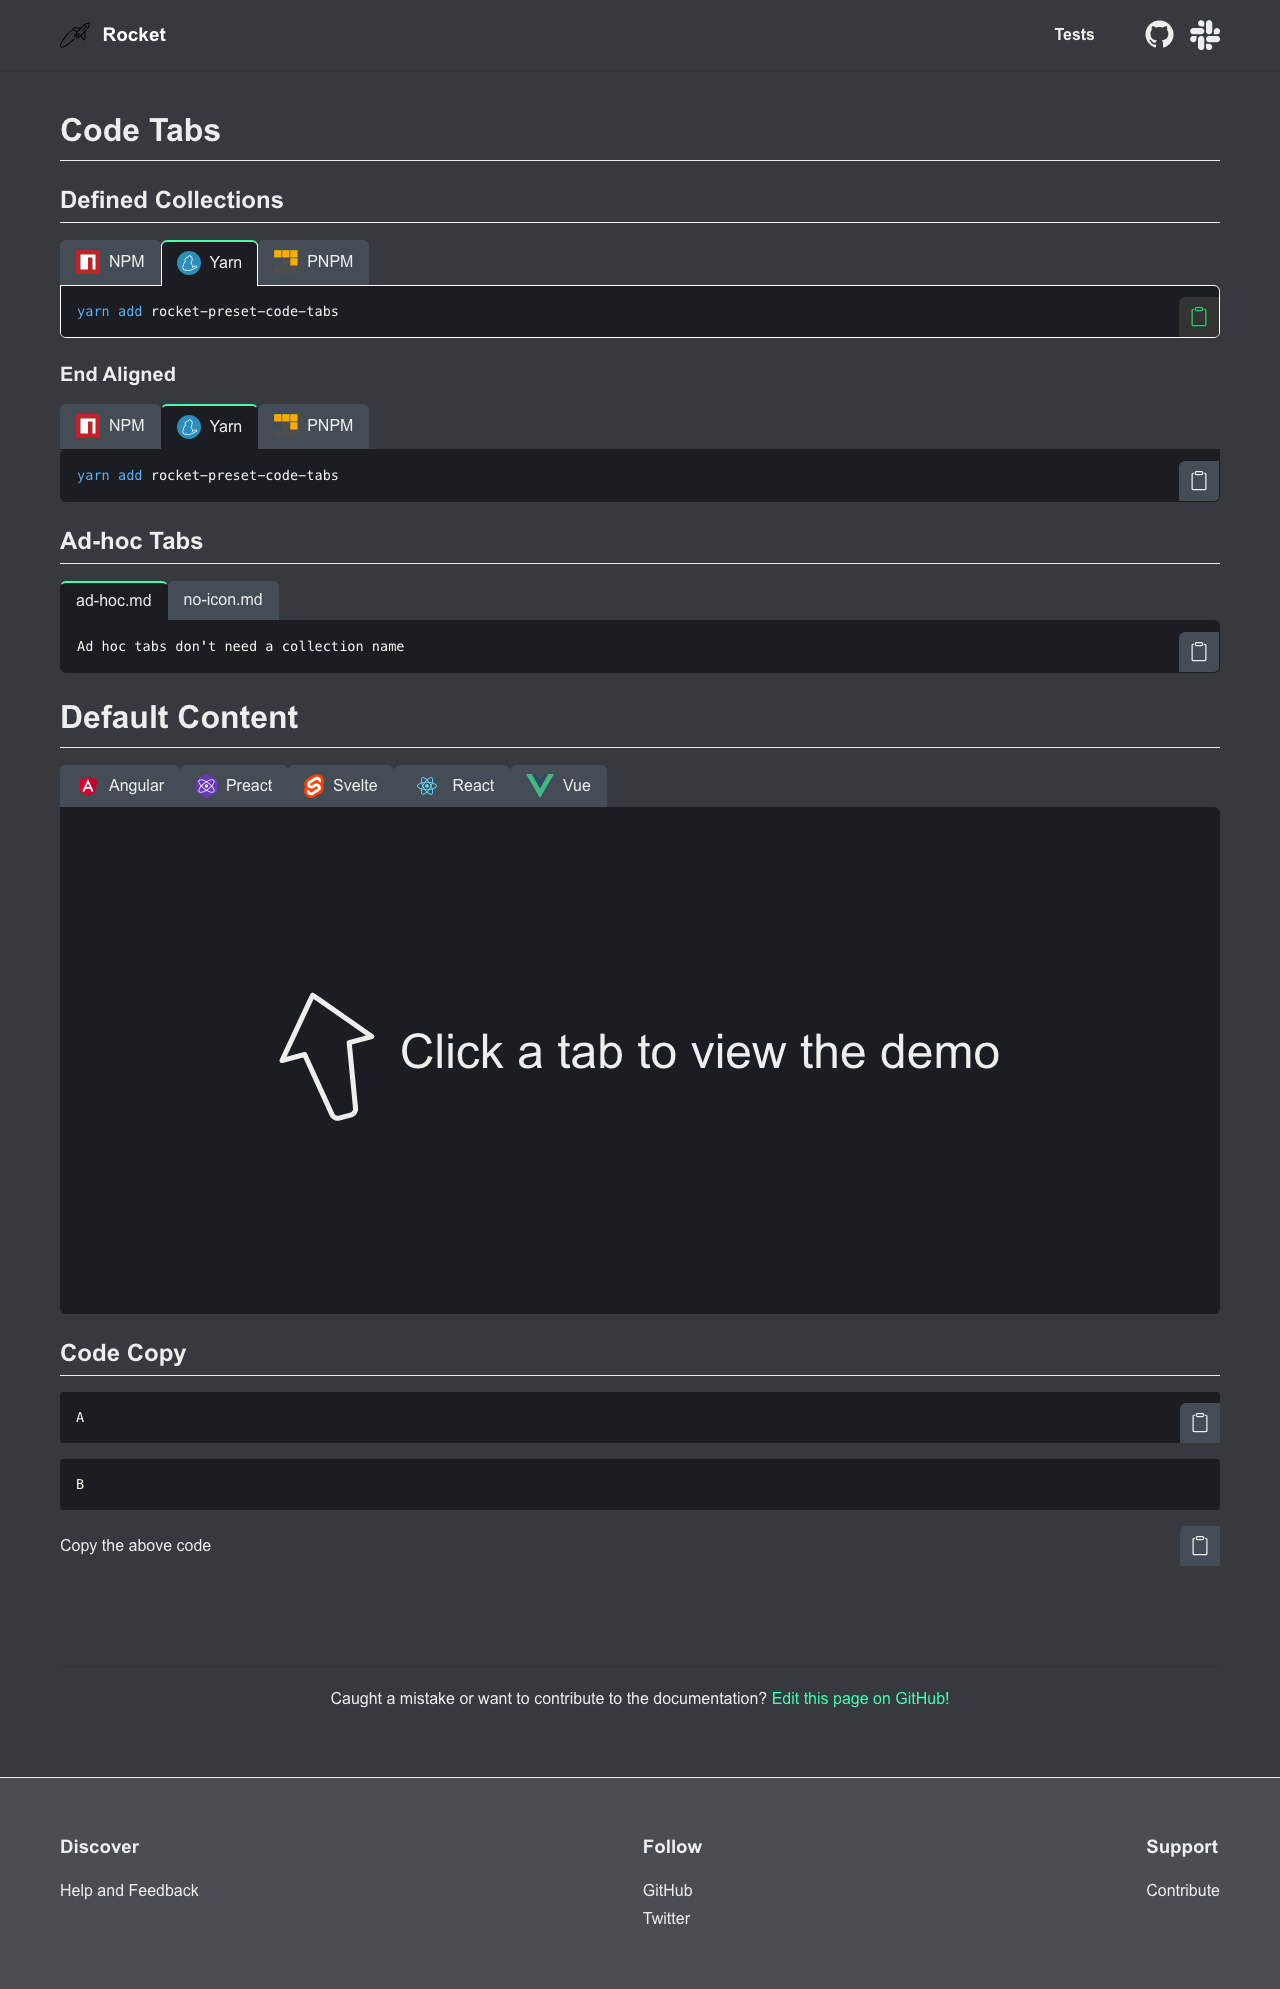 Rocket
Tests
Code Tabs
Defined Collections
NPM
Yarn
PNPM
yarn add rocket-preset-code-tabs
End Aligned
NPM
Yarn
PNPM
yarn add rocket-preset-code-tabs
Ad-hoc Tabs
ad-hoc.md
no-icon.md
Ad hoc tabs don't need a collection name
Default Content
Angular
Preact
Svelte
React
Vue
Click a tab to view the demo
Code Copy
A
B
Copy the above code
Caught a mistake or want to contribute to the documentation? Edit this page on GitHub!
Discover
Help and Feedback
Follow
GitHub
Twitter
Support
Contribute